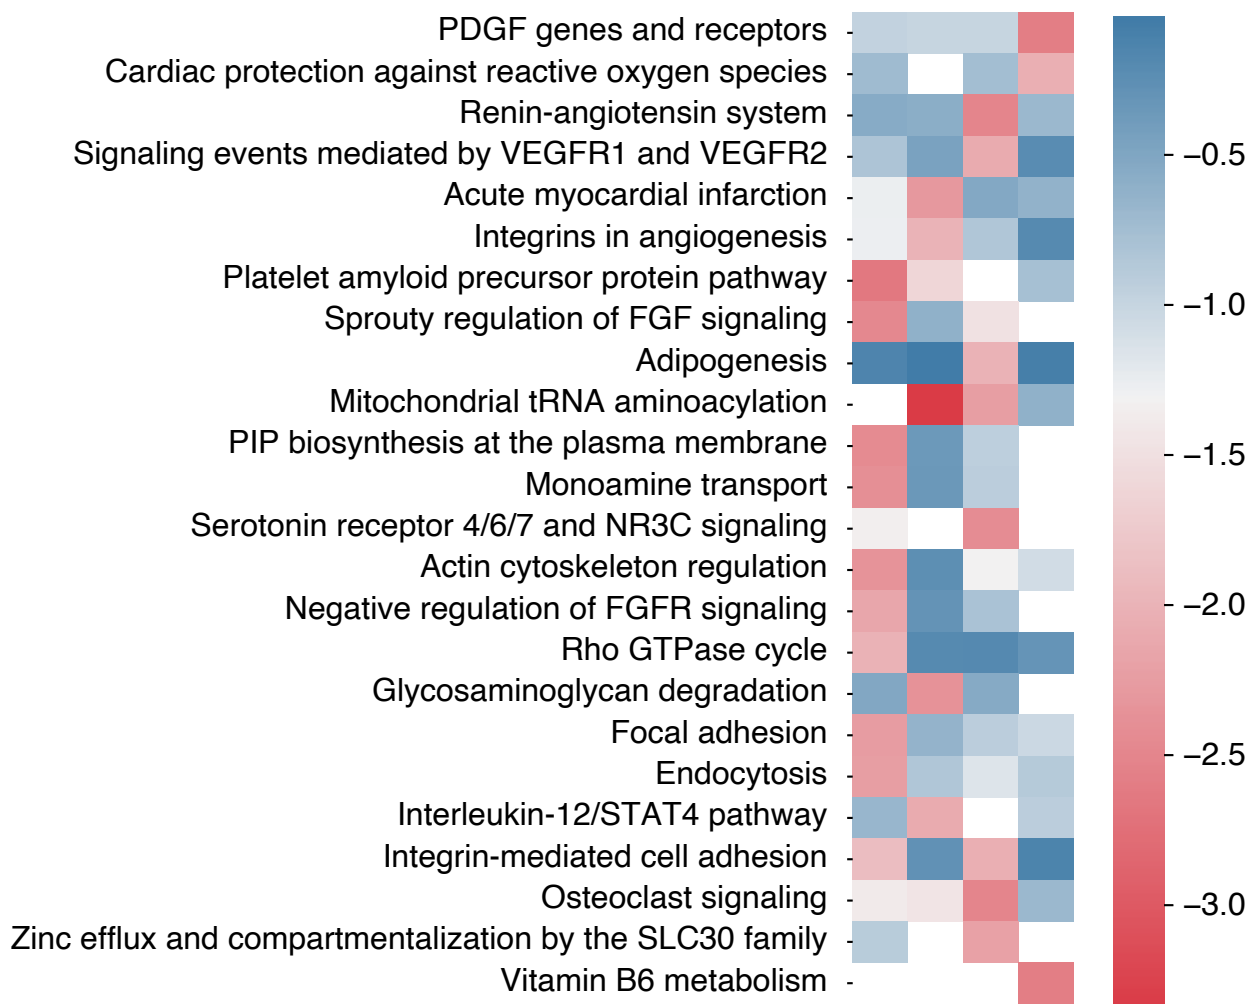 PDGF genes and receptors
Cardiac protection against reactive oxygen species
Renin-angiotensin system
Signaling events mediated by VEGFR1 and VEGFR2
Acute myocardial infarction
Integrins in angiogenesis
Platelet amyloid precursor protein pathway
Sprouty regulation of FGF signaling
Adipogenesis
Mitochondrial tRNA aminoacylation
PIP biosynthesis at the plasma membrane
Monoamine transport
Serotonin receptor 4/6/7 and NR3C signaling
Actin cytoskeleton regulation
Negative regulation of FGFR signaling
Rho GTPase cycle
Glycosaminoglycan degradation
Focal adhesion
Endocytosis
Interleukin-12/STAT4 pathway
Integrin-mediated cell adhesion
Osteoclast signaling
Zinc efflux and compartmentalization by the SLC30 family
Vitamin B6 metabolism
−0.5
−1.0
−1.5
−2.0
−2.5
−3.0